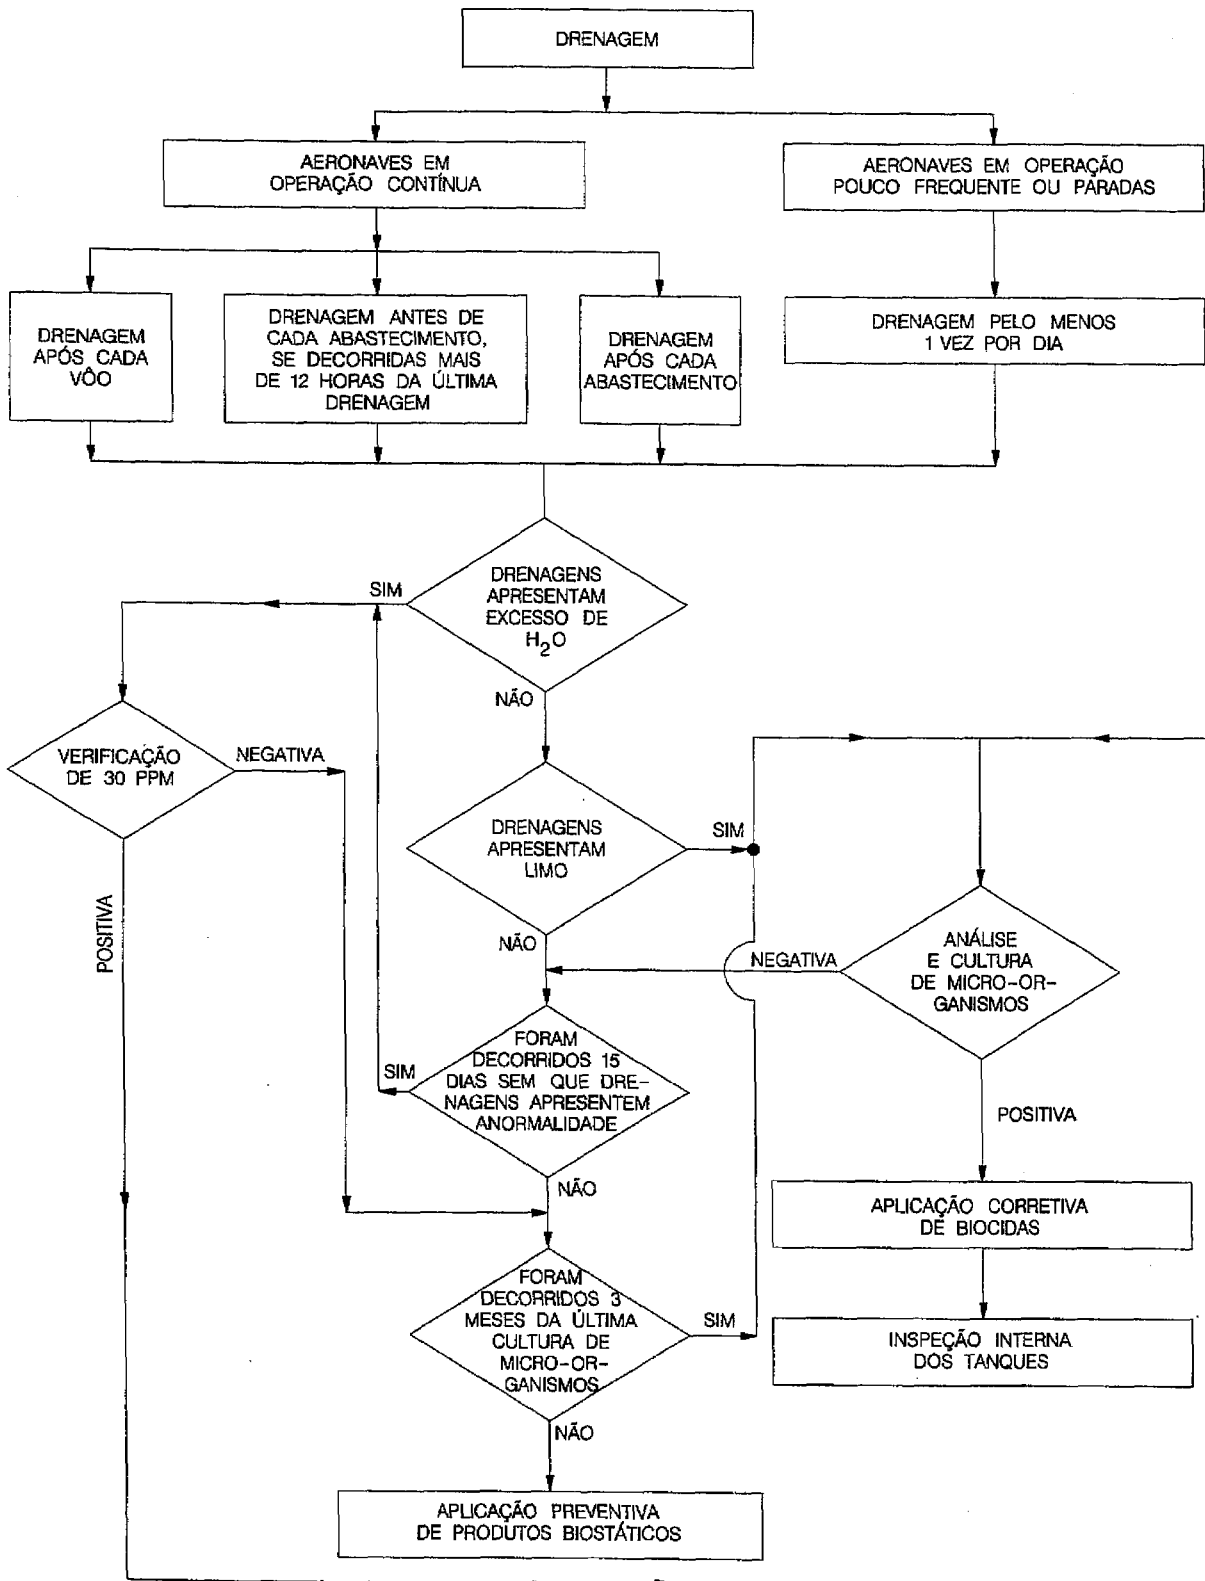 DRENAGEM
AERONAVES EM
OPERAÇÃO CONTÍNUA
AERONAVES EM OPERAÇÃO
POUCO FREQUENTE OU PARADAS
DRENAGEM
APÓS CADA
VÔO
DRENAGEM ANTES DE
CADA ABASTECIMENTO,
SE DECORRIDAS MAIS
DE 12 HORAS DA ÚLTIMA
DRENAGEM
DRENAGEM
APÓS CADA
ABASTECIMENTO
DRENAGEM PELO MENOS
1 VEZ POR DIA
DRENAGENS
APRESENTAM
EXCESSO DE
H₂O
SIM
NÃO
VERIFICAÇÃO
DE 30 PPM
NEGATIVA
POSITIVA
DRENAGENS
APRESENTAM
LIMO
SIM
NÃO
ANÁLISE
E CULTURA
DE MICRO-OR-
GANISMOS
NEGATIVA
POSITIVA
FORAM
DECORRIDOS 15
DIAS SEM QUE DRE-
NAGENS APRESENTEM
ANORMALIDADE
SIM
NÃO
APLICAÇÃO CORRETIVA
DE BIOCIDAS
FORAM
DECORRIDOS 3
MESES DA ÚLTIMA
CULTURA DE
MICRO-OR-
GANISMOS
SIM
NÃO
INSPEÇÃO INTERNA
DOS TANQUES
APLICAÇÃO PREVENTIVA
DE PRODUTOS BIOSTÁTICOS